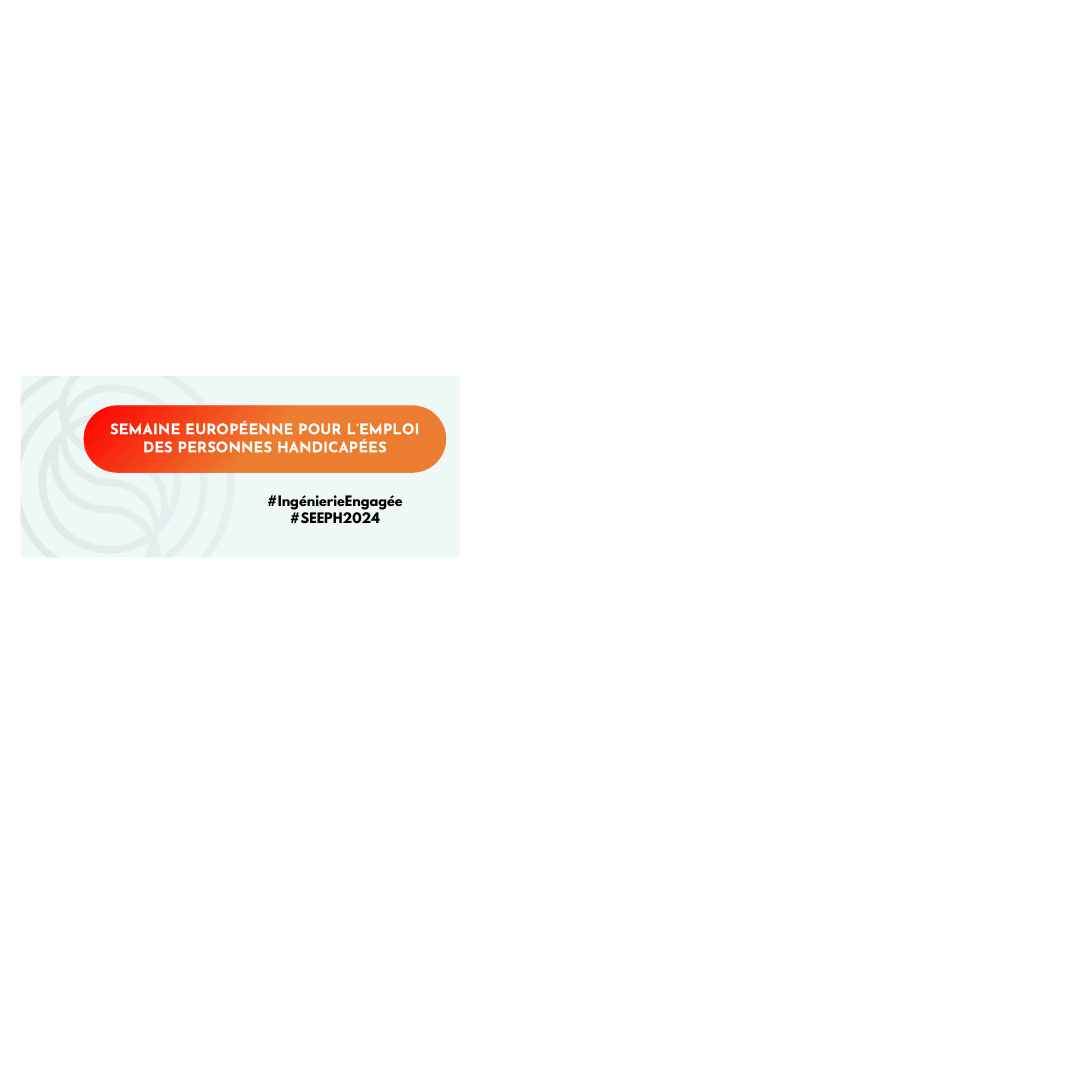 SEMAINE EUROPÉENNE POUR L'EMPLOI
DES PERSONNES HANDICAPÉES
#IngénierieEngagée
#SEEPH2024